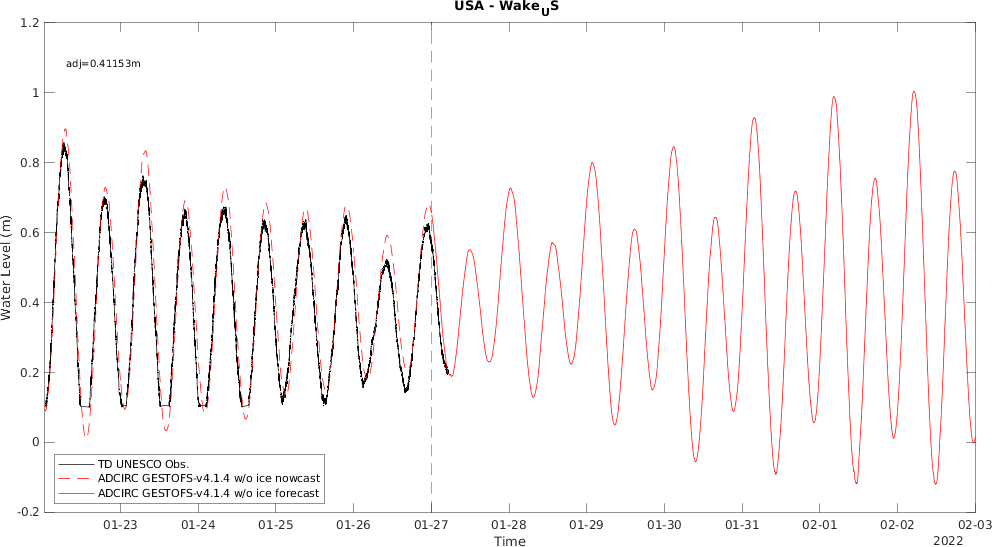 USA - WakeUS
1.2
1
0.8
0.6
0.4
0.2
0
-0.2
Water Level (m)
adj=0.41153m
TD UNESCO Obs.
ADCIRC GESTOFS-v4.1.4 w/o ice nowcast
ADCIRC GESTOFS-v4.1.4 w/o ice forecast
01-23 01-24 01-25 01-26 01-27 01-28 01-29 01-30 01-31 02-01 02-02 02-03
Time
2022